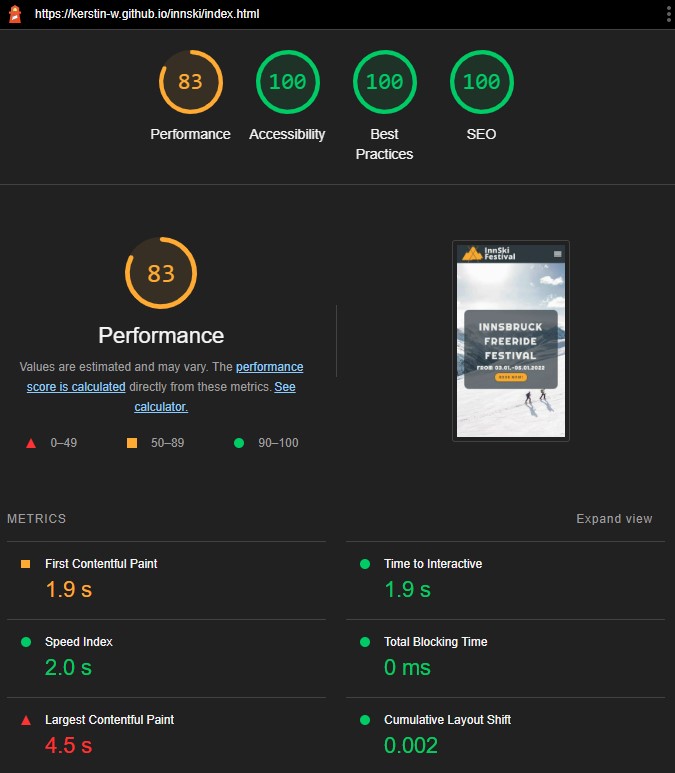 https://kerstin-w.github.io/innski/index.html
83
100
100
100
Performance
Accessibility
Best
Practices
SEO
83
Performance
Values are estimated and may vary. The performance
score is calculated directly from these metrics. See
calculator.
0–49
50–89
90–100
InnSki
Festival
INNSBRUCK
FREERIDE
FESTIVAL
FROM 03.01.-05.01.2022
BOOK NOW!
METRICS
Expand view
First Contentful Paint
1.9 s
Time to Interactive
1.9 s
Speed Index
2.0 s
Total Blocking Time
0 ms
Largest Contentful Paint
4.5 s
Cumulative Layout Shift
0.002